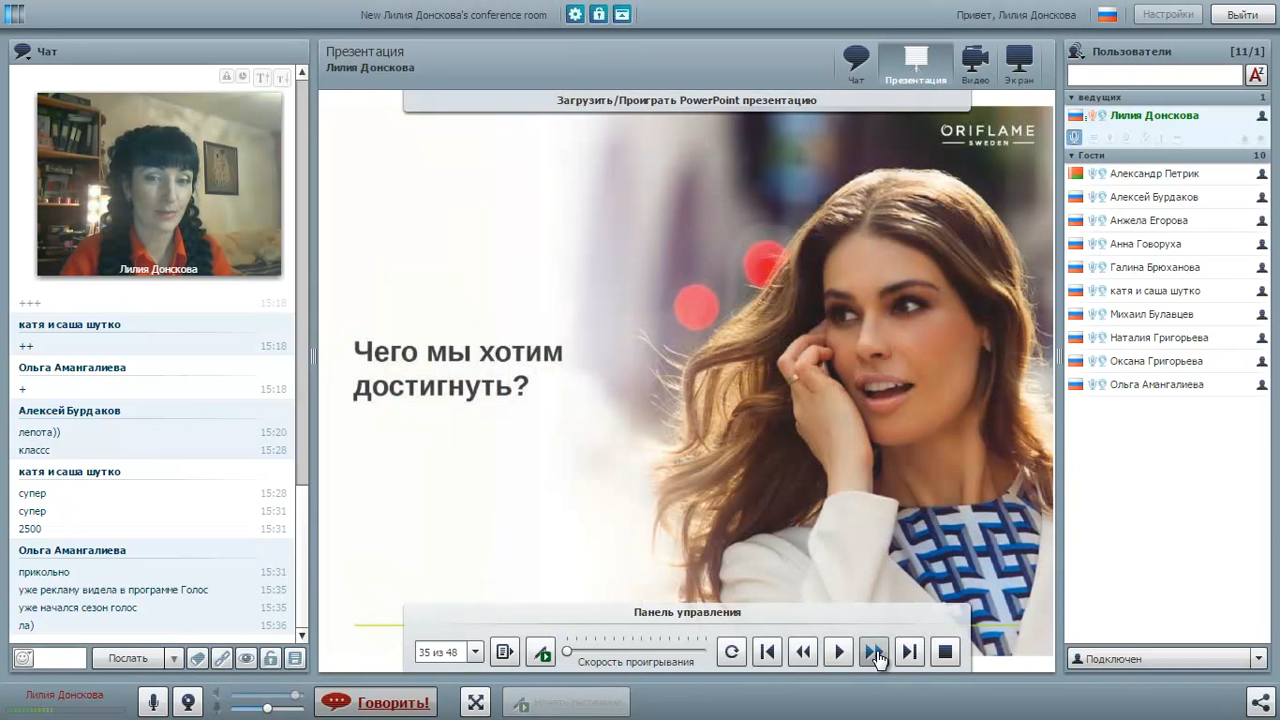 New Лилия Донскова's conference room
Привет, Лилия Донскова
Настройки
Выйти
Чат
T↑ T↓
Лилия Донскова
+++ 15:18
катя и саша шутко
++ 15:18
Ольга Амангалиева
+ 15:18
Алексей Бурдаков
лепота)) 15:20
классс 15:28
катя и саша шутко
супер 15:28
супер 15:31
2500 15:31
Ольга Амангалиева
прикольно 15:31
уже рекламу видела в программе Голос 15:35
уже начался сезон голос 15:35
ла) 15:36
Послать
Лилия Донскова
Презентация
Лилия Донскова
Чат
Презентация
Видео
Экран
Загрузить/Проиграть PowerPoint презентацию
ORIFLAME
SWEDEN
Чего мы хотим
достигнуть?
Панель управления
35 из 48
Скорость проигрывания
Говорить!
Пользователи [11/1]
AZ
ведущих 1
Лилия Донскова
Гости 10
Александр Петрик
Алексей Бурдаков
Анжела Егорова
Анна Говоруха
Галина Брюханова
катя и саша шутко
Михаил Булавцев
Наталия Григорьева
Оксана Григорьева
Ольга Амангалиева
Подключен